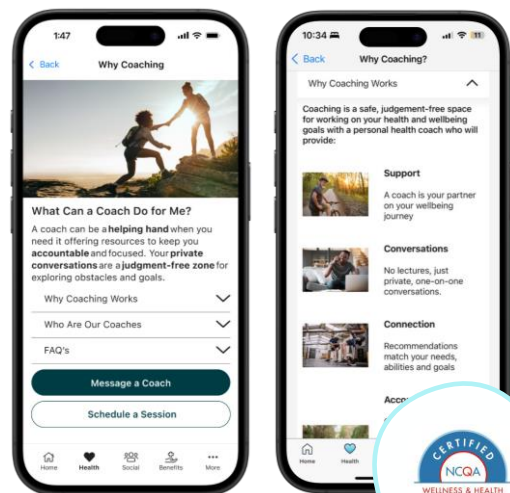 1:47
Back
Why Coaching
What Can a Coach Do for Me?
A coach can be a helping hand when you
need it offering resources to keep you
accountable and focused. Your private
conversations are a judgment-free zone for
exploring obstacles and goals.
Why Coaching Works
Who Are Our Coaches
FAQ's
Message a Coach
Schedule a Session
Home
Health
Social
Benefits
More
10:34
11
Back
Why Coaching?
Why Coaching Works
Coaching is a safe, judgement-free space
for working on your health and wellbeing
goals with a personal health coach who will
provide:
Support
A coach is your partner
on your wellbeing
journey
Conversations
No lectures, just
private, one-on-one
conversations.
Connection
Recommendations
match your needs,
abilities and goals
Home
Health
CERTIFIED
NCQA
WELLNESS & HEALTH